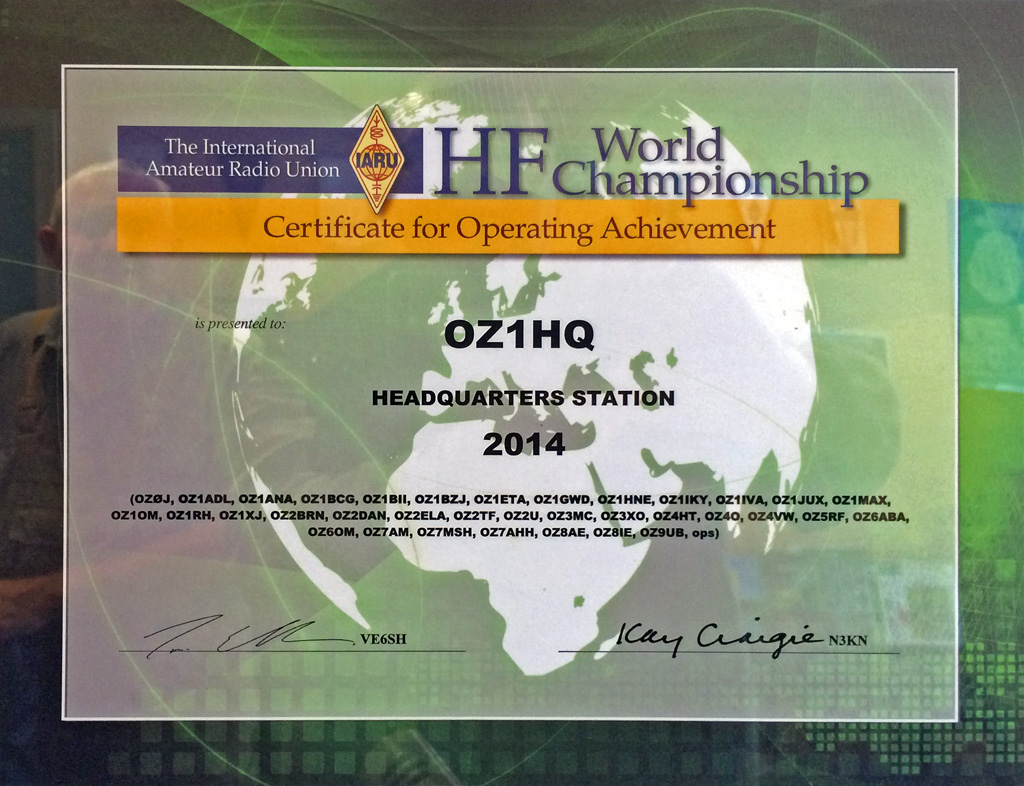 The International
Amateur Radio Union
IARU
HF World
Championship
Certificate for Operating Achievement
is presented to:
OZ1HQ
HEADQUARTERS STATION
2014
(OZØJ, OZ1ADL, OZ1ANA, OZ1BCG, OZ1BII, OZ1BZJ, OZ1ETA, OZ1GWD, OZ1HNE, OZ1IKY, OZ1IVA, OZ1JUX, OZ1MAX,
OZ1OM, OZ1RH, OZ1XJ, OZ2BRN, OZ2DAN, OZ2ELA, OZ2TF, OZ2U, OZ3MC, OZ3XO, OZ4HT, OZ4O, OZ4VW, OZ5RF, OZ6ABA,
OZ6OM, OZ7AM, OZ7MSH, OZ7AHH, OZ8AE, OZ8IE, OZ9UB, ops)
VE6SH
Kay Craigie N3KN